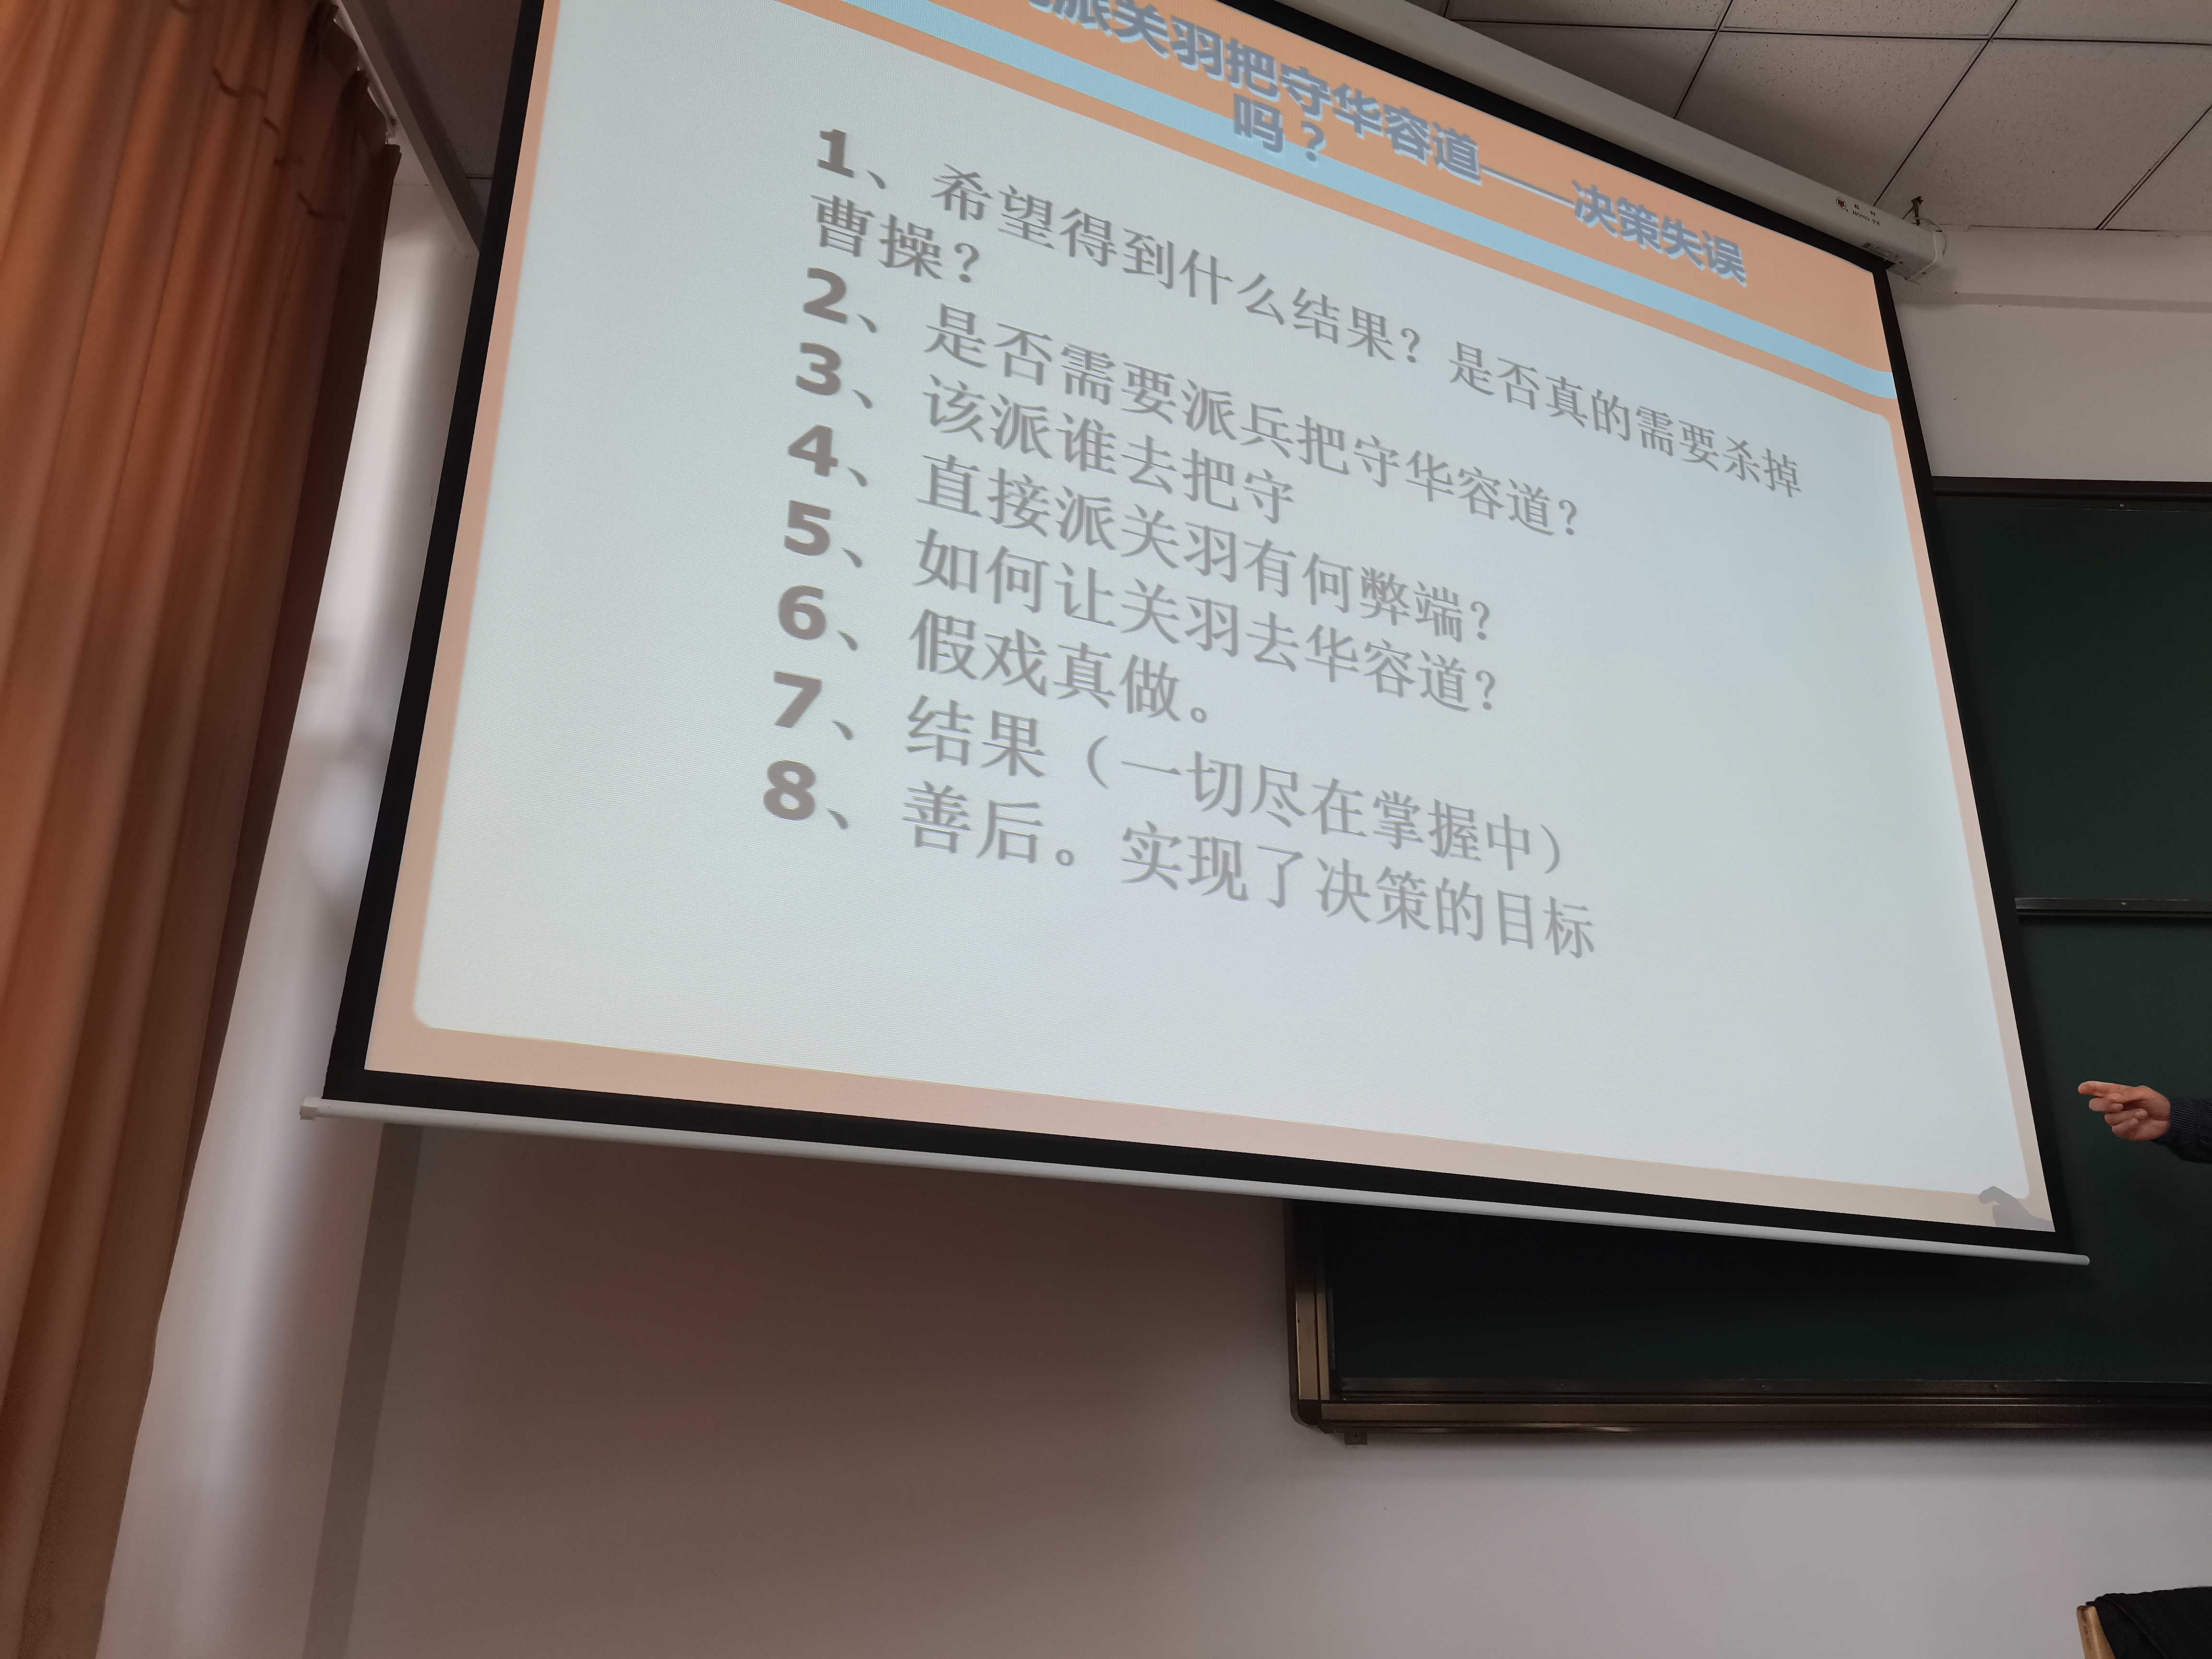 派关羽把守华容道——决策失误
吗？
1、希望得到什么结果？是否真的需要杀掉
曹操？
2、是否需要派兵把守华容道？
3、该派谁去把守
4、直接派关羽有何弊端？
5、如何让关羽去华容道？
6、假戏真做。
7、结果（一切尽在掌握中）
8、善后。实现了决策的目标